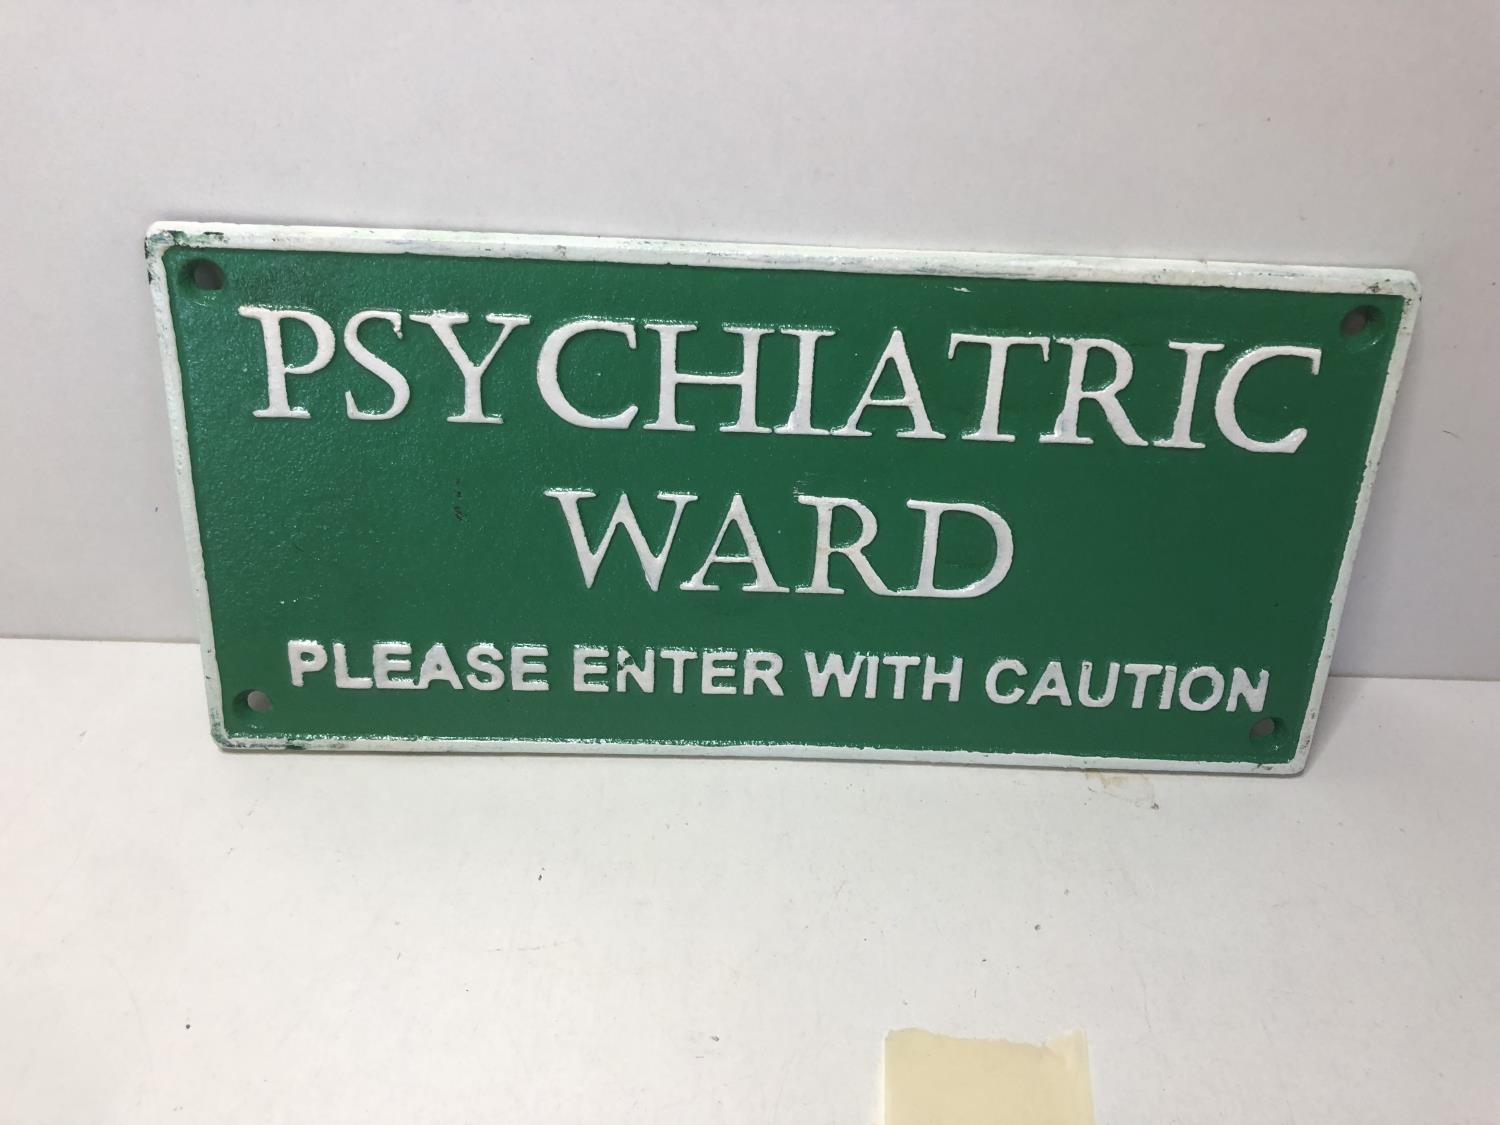 PSYCHIATRIC
WARD
PLEASE ENTER WITH CAUTION